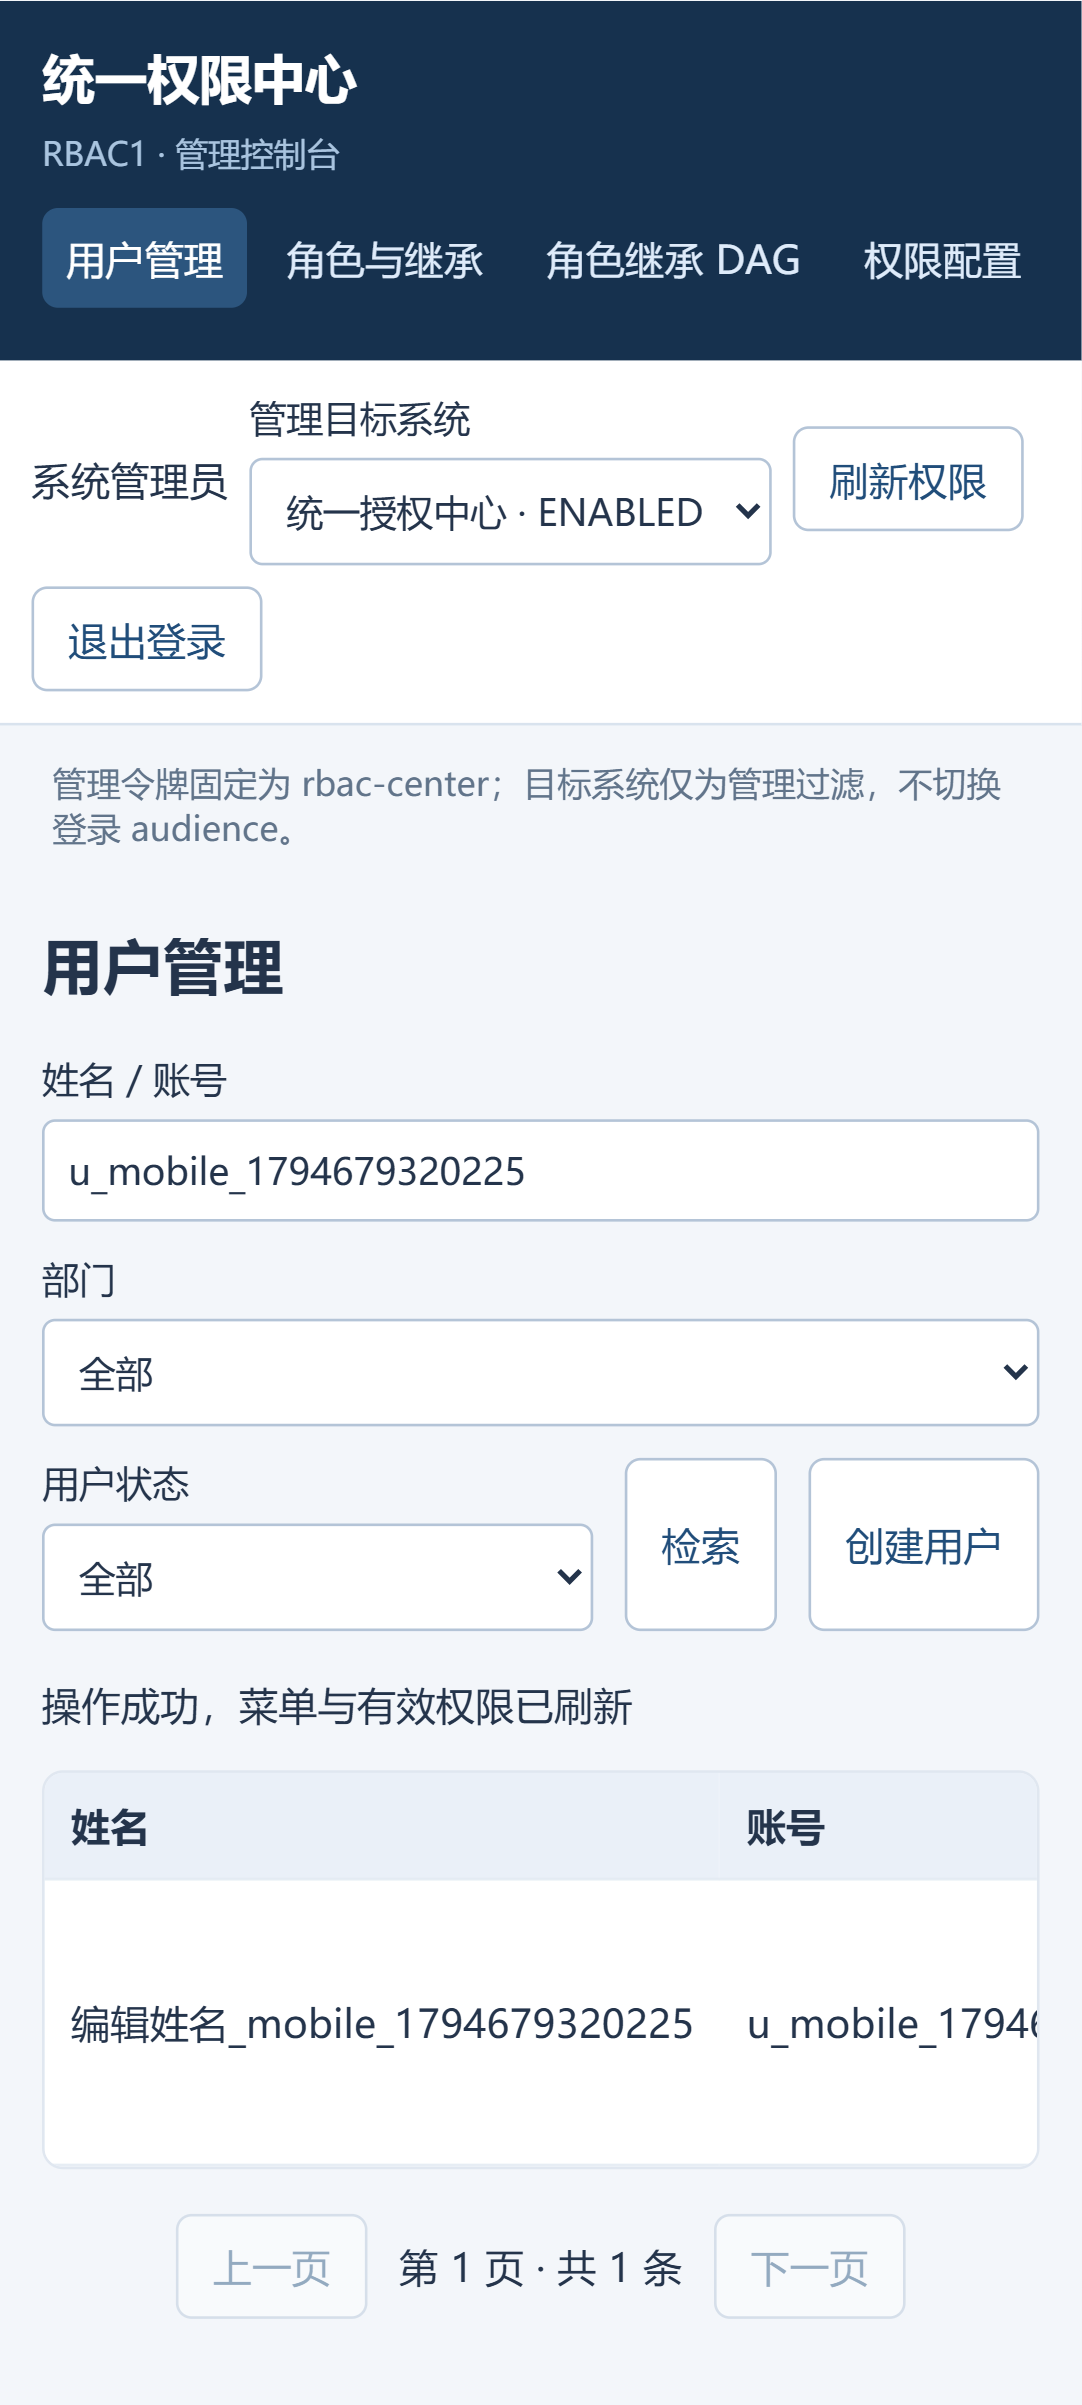 统一权限中心
RBAC1 · 管理控制台
用户管理 角色与继承 角色继承 DAG 权限配置
管理目标系统
系统管理员 统一授权中心 · ENABLED 刷新权限
退出登录
管理令牌固定为 rbac-center；目标系统仅为管理过滤，不切换
登录 audience。
用户管理
姓名 / 账号
u_mobile_1794679320225
部门
全部
用户状态
全部 检索 创建用户
操作成功，菜单与有效权限已刷新
姓名 账号
编辑姓名_mobile_1794679320225 u_mobile_1794
上一页 第 1 页 · 共 1 条 下一页